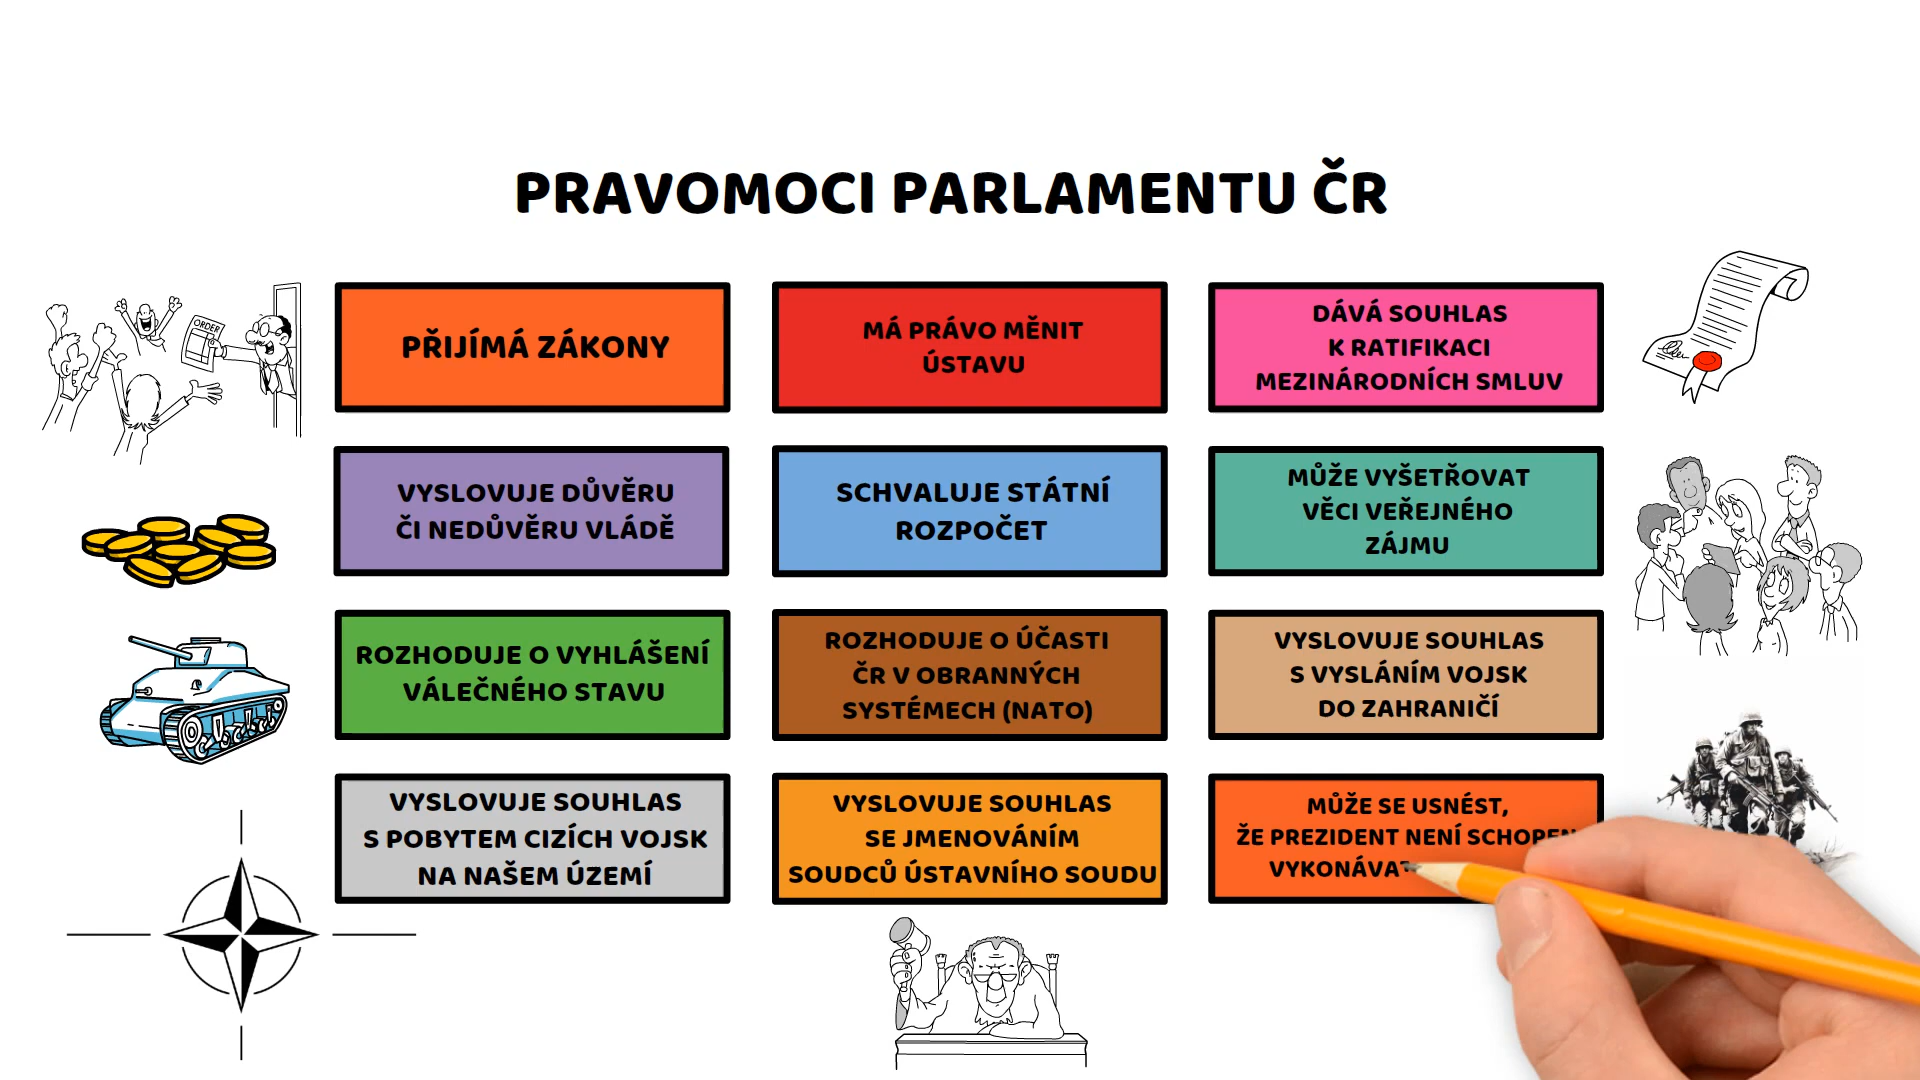 PRAVOMOCI PARLAMENTU ČR
ORDER
PŘIJÍMÁ ZÁKONY
MÁ PRÁVO MĚNIT
ÚSTAVU
DÁVÁ SOUHLAS
K RATIFIKACI
MEZINÁRODNÍCH SMLUV
VYSLOVUJE DŮVĚRU
ČI NEDŮVĚRU VLÁDĚ
SCHVALUJE STÁTNÍ
ROZPOČET
MŮŽE VYŠETŘOVAT
VĚCI VEŘEJNÉHO
ZÁJMU
ROZHODUJE O VYHLÁŠENÍ
VÁLEČNÉHO STAVU
ROZHODUJE O ÚČASTI
ČR V OBRANNÝCH
SYSTÉMECH (NATO)
VYSLOVUJE SOUHLAS
S VYSLÁNÍM VOJSK
DO ZAHRANIČÍ
VYSLOVUJE SOUHLAS
S POBYTEM CIZÍCH VOJSK
NA NAŠEM ÚZEMÍ
VYSLOVUJE SOUHLAS
SE JMENOVÁNÍM
SOUDCŮ ÚSTAVNÍHO SOUDU
MŮŽE SE USNÉST,
ŽE PREZIDENT NENÍ SCHOPEN
VYKONÁVAT